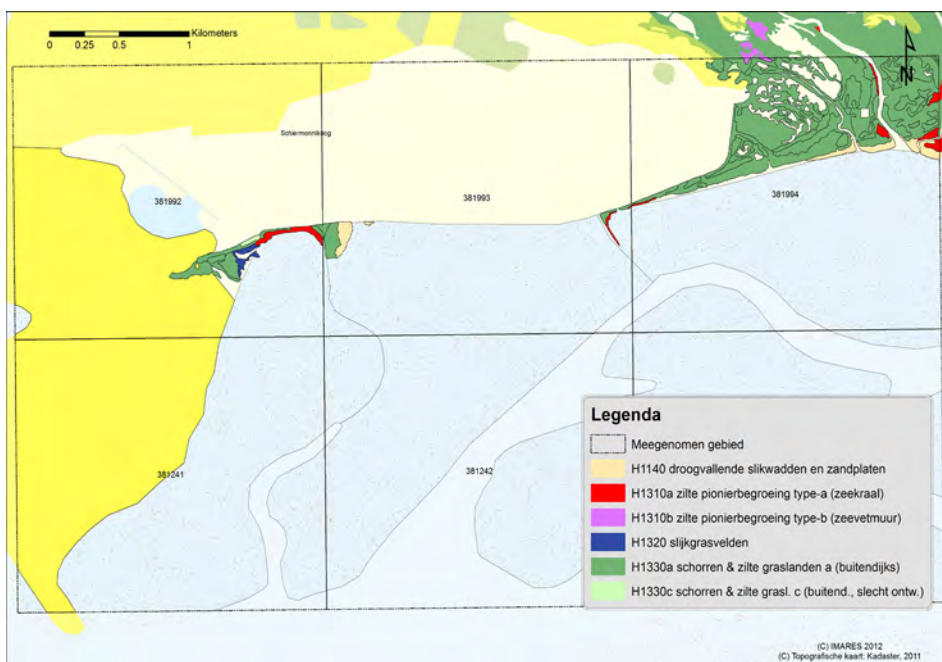 Kilometers
0 0.25 0.5 1
N
Schiermonnikoog
381992
381993
381994
381241
381242
Legenda
Meegenomen gebied
H1140 droogvallende slikwadden en zandplaten
H1310a zilte pionierbegroeing type-a (zeekraal)
H1310b zilte pionierbegroeing type-b (zeevetmuur)
H1320 slijkgrasvelden
H1330a schorren & zilte graslanden a (buitendijks)
H1330c schorren & zilte grasl. c (buitend., slecht ontw.)
(C) IMARES 2012
(C) Topografische kaart: Kadaster, 2011